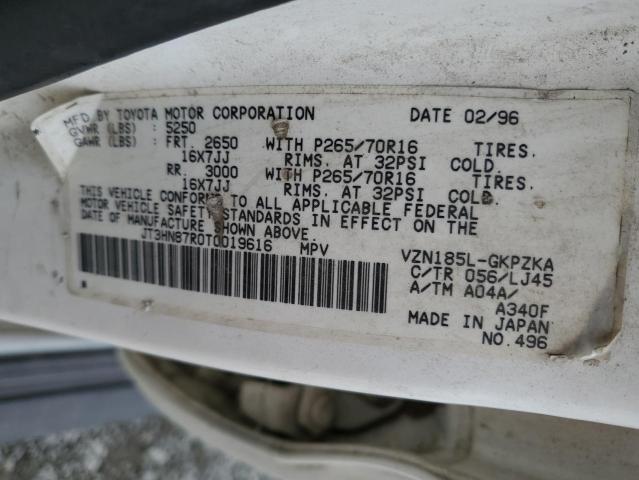 MFD BY TOYOTA MOTOR CORPORATION DATE 02/96
GVWR (LBS) : 5250
GAWR (LBS) : FRT. 2650 WITH P265/70R16 TIRES.
16X7JJ RIMS. AT 32PSI COLD.
RR. 3000 WITH P265/70R16 TIRES.
16X7JJ RIMS. AT 32PSI COLD.
THIS VEHICLE CONFORMS TO ALL APPLICABLE FEDERAL
MOTOR VEHICLE SAFETY STANDARDS IN EFFECT ON THE
DATE OF MANUFACTURE SHOWN ABOVE
JT3HN87R0T0019616 MPV VZN185L-GKPZKA
C/TR 056/LJ45
A/TM A04A/
A340F
MADE IN JAPAN
NO.496